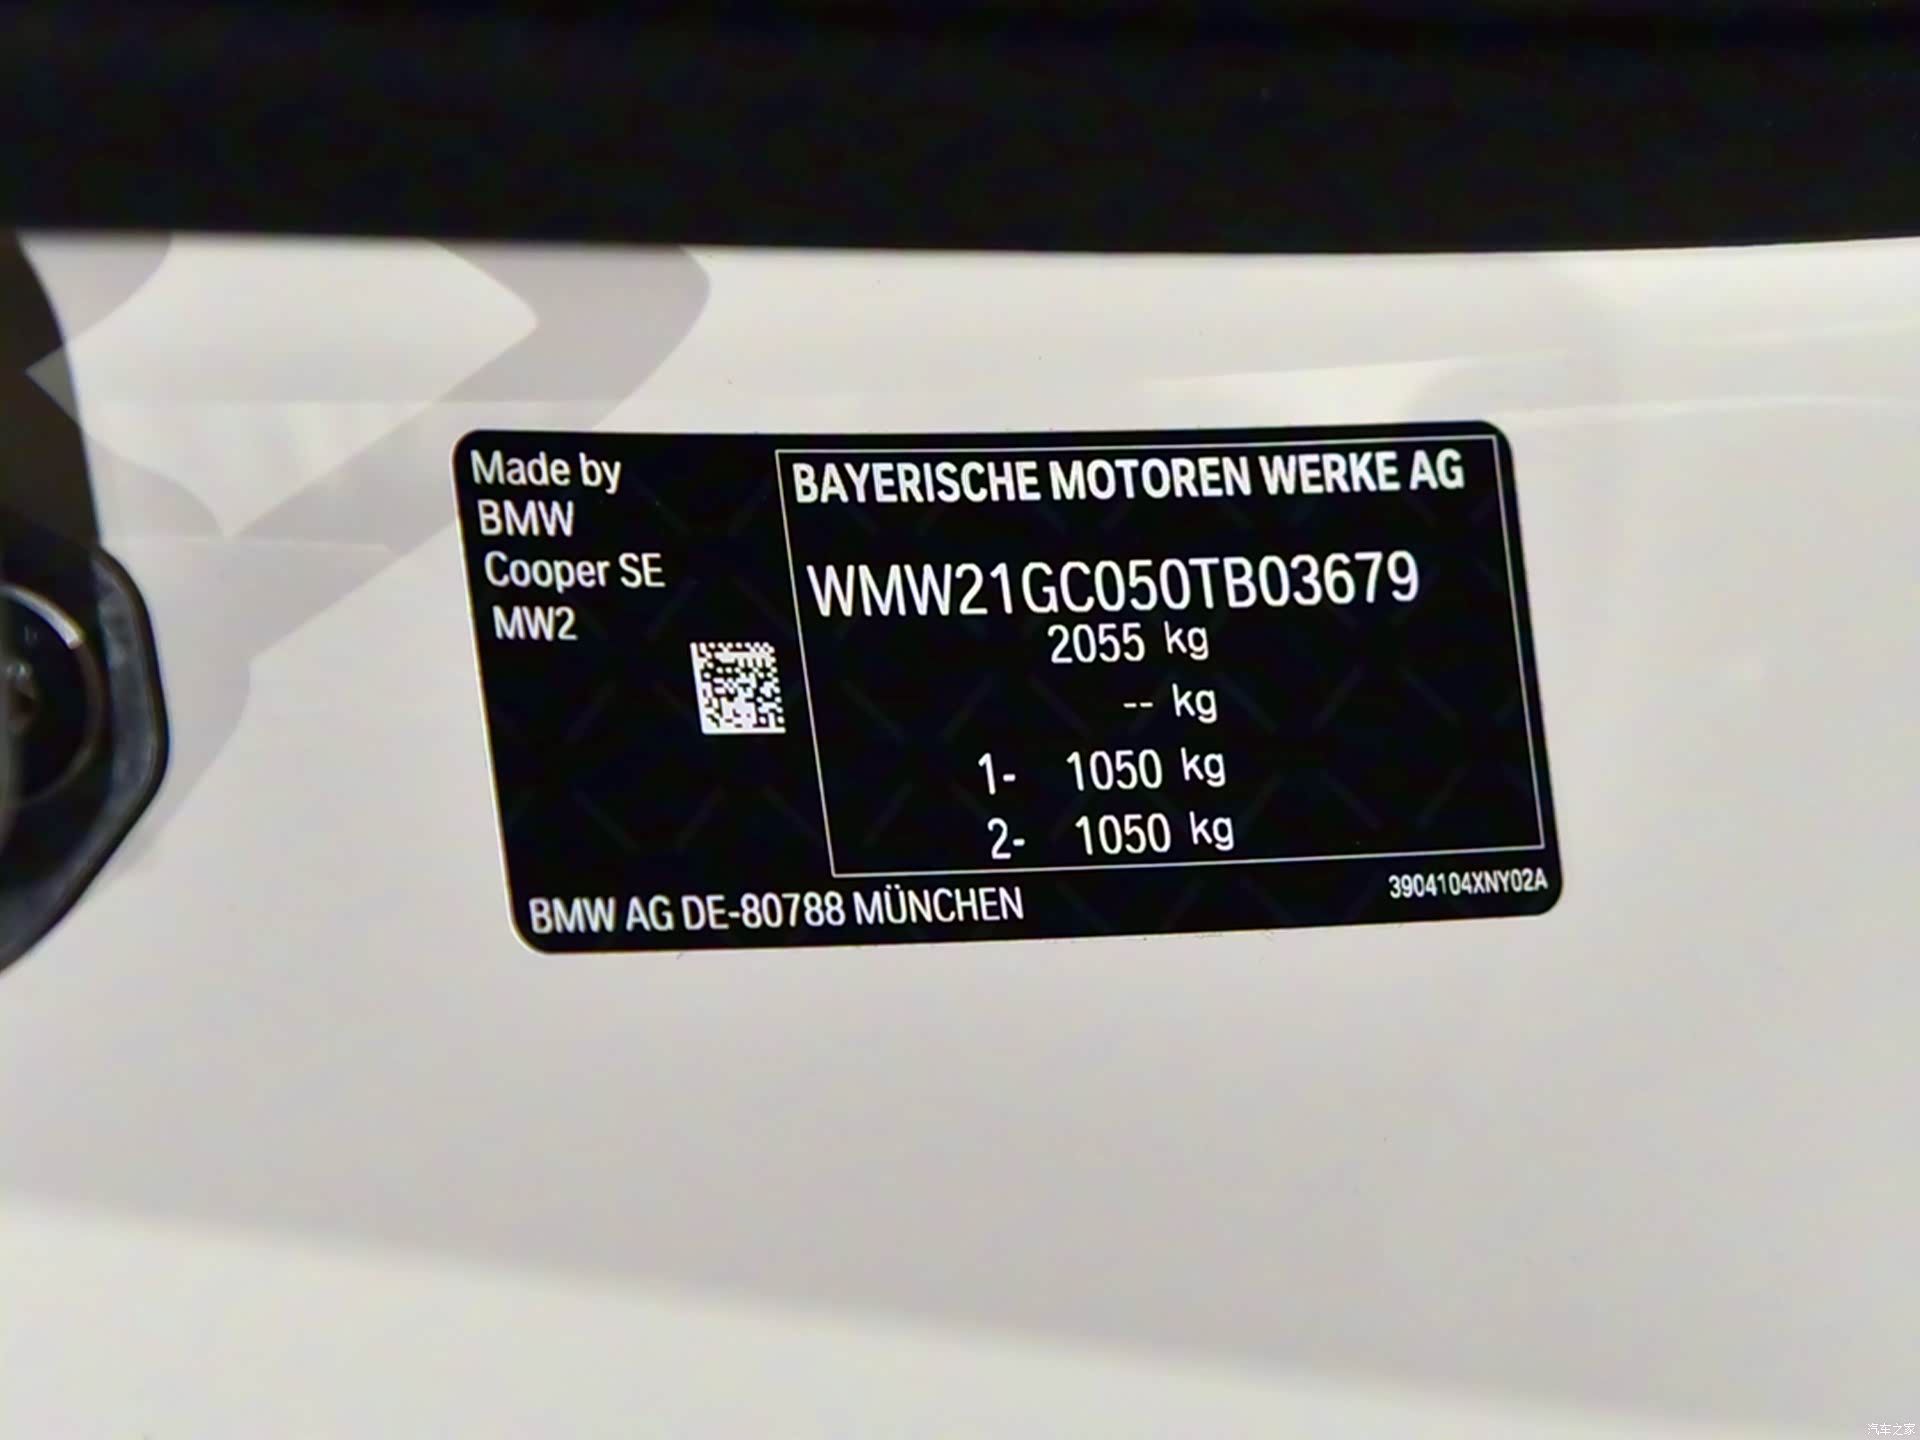 Made by
BMW
Cooper SE
MW2
BAYERISCHE MOTOREN WERKE AG
WMW21GC050TB03679
2055 kg
-- kg
1- 1050 kg
2- 1050 kg
BMW AG DE-80788 MÜNCHEN
3904104XNY02A
汽车之家